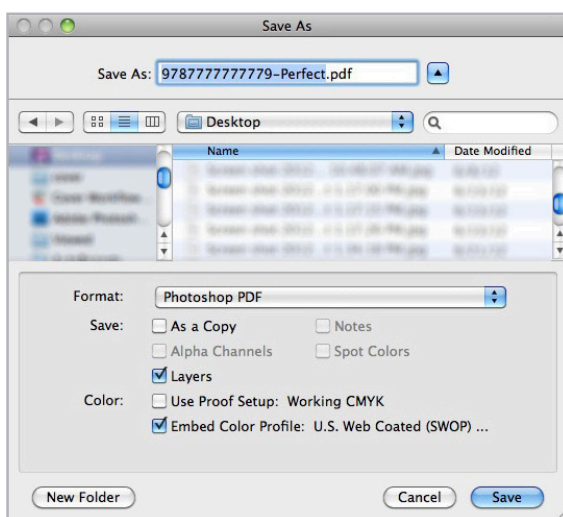 Save As
Save As: 9787777777779-Perfect.pdf
Desktop
Name Date Modified
Format: Photoshop PDF
Save: As a Copy Notes
Alpha Channels Spot Colors
Layers
Color: Use Proof Setup: Working CMYK
Embed Color Profile: U.S. Web Coated (SWOP) ...
New Folder Cancel Save